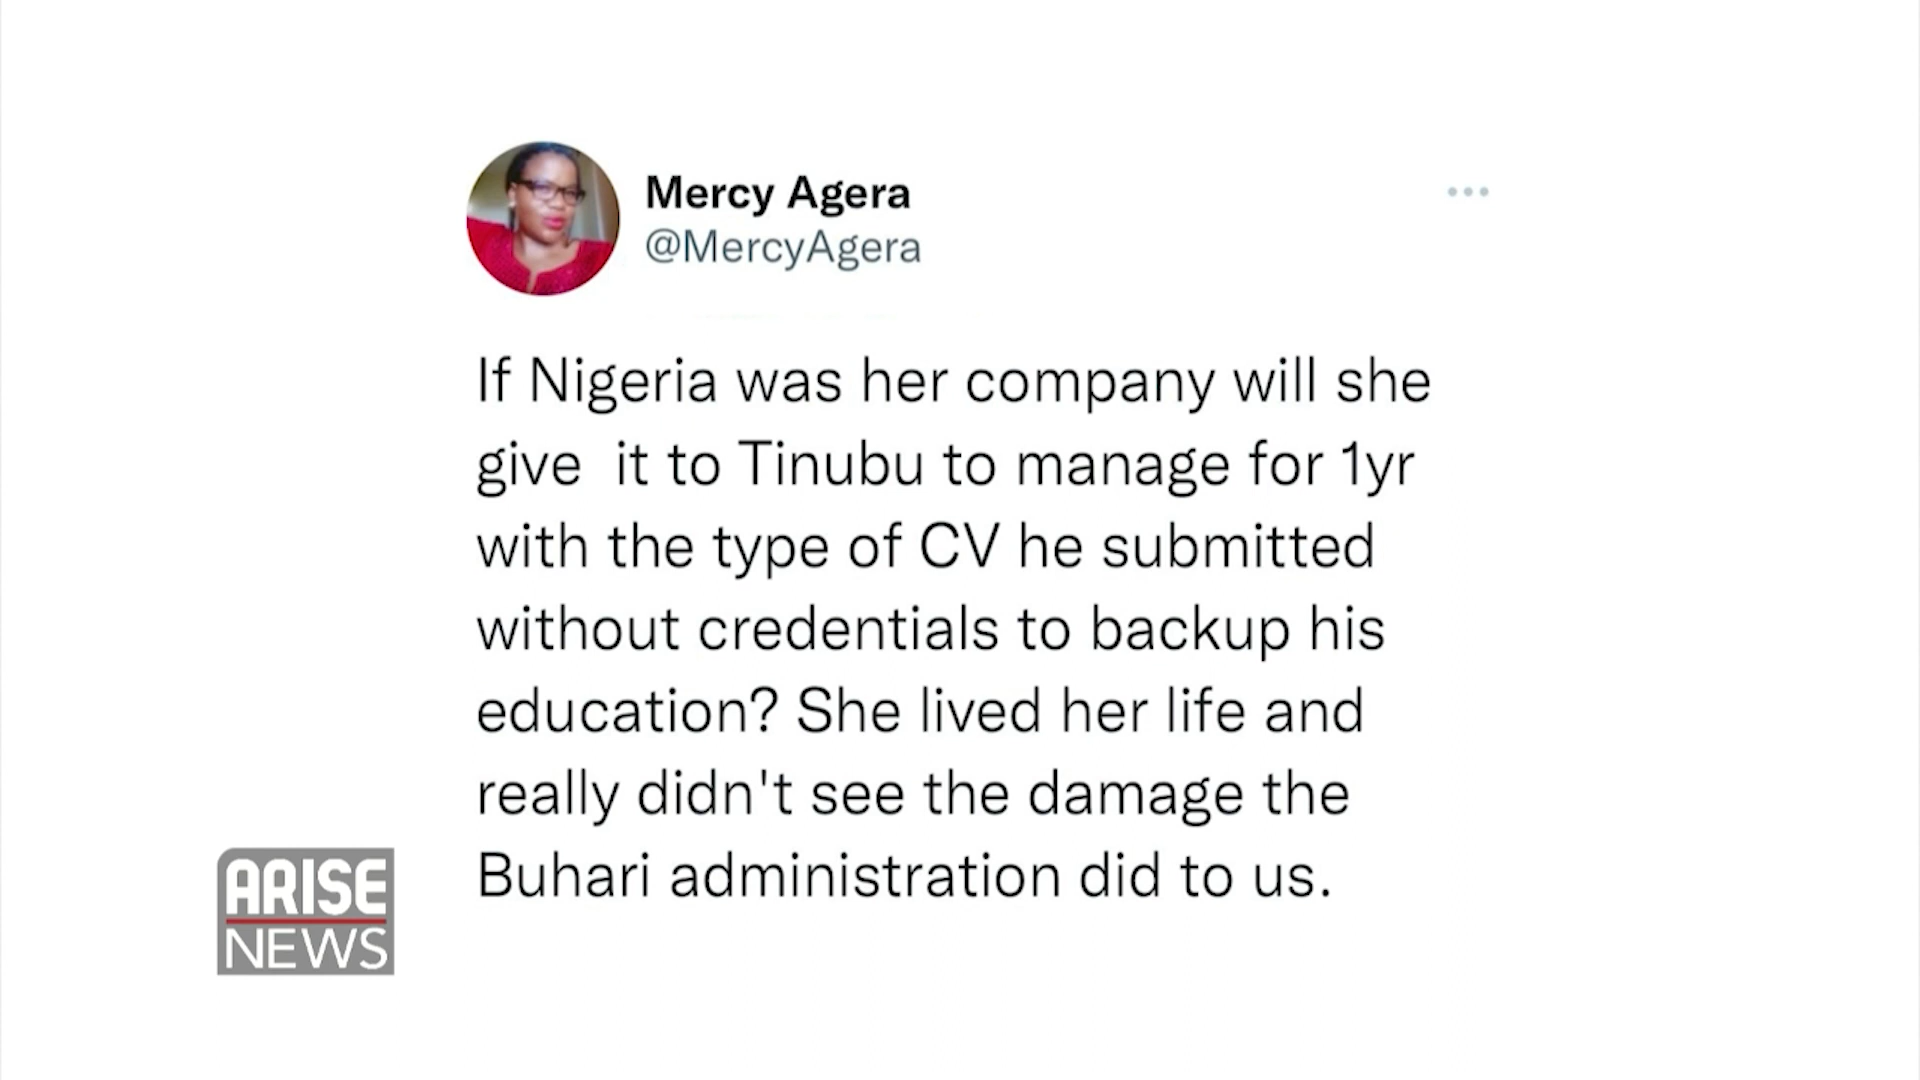 Mercy Agera
@MercyAgera
If Nigeria was her company will she
give  it to Tinubu to manage for 1yr
with the type of CV he submitted
without credentials to backup his
education? She lived her life and
really didn't see the damage the
Buhari administration did to us.
ARISE
NEWS